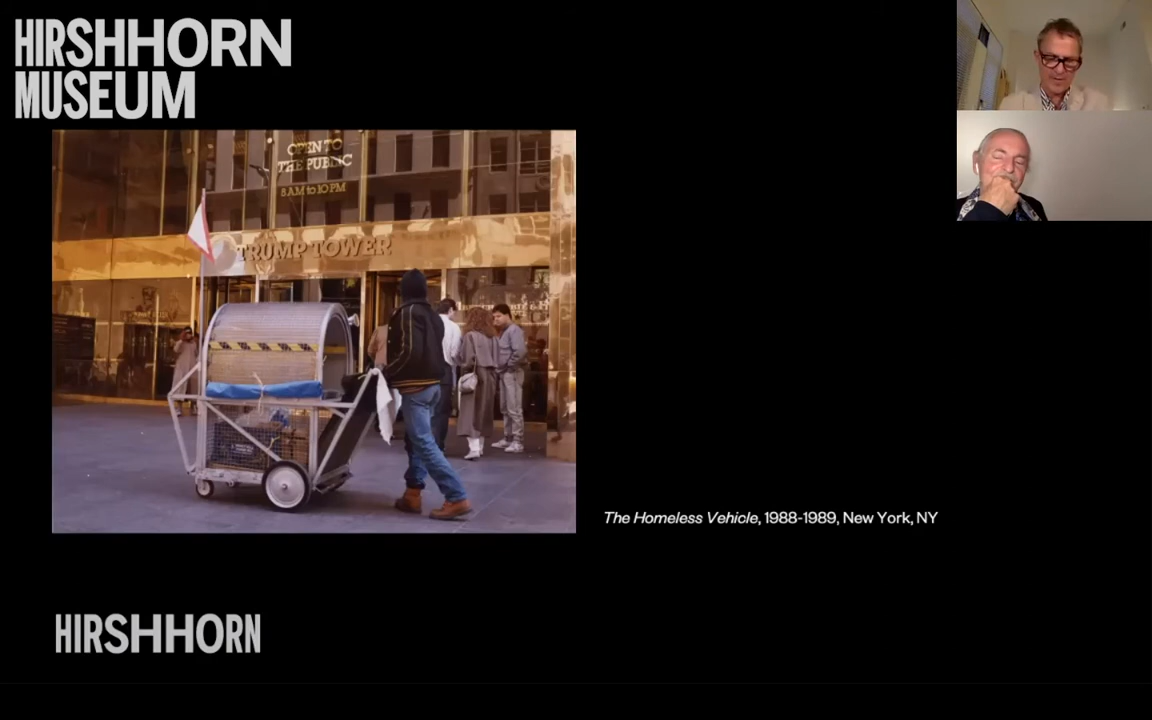 HIRSHHORN
MUSEUM
OPEN TO
THE PUBLIC
8 AM to 10 PM
TRUMP TOWER
The Homeless Vehicle, 1988-1989, New York, NY
HIRSHHORN